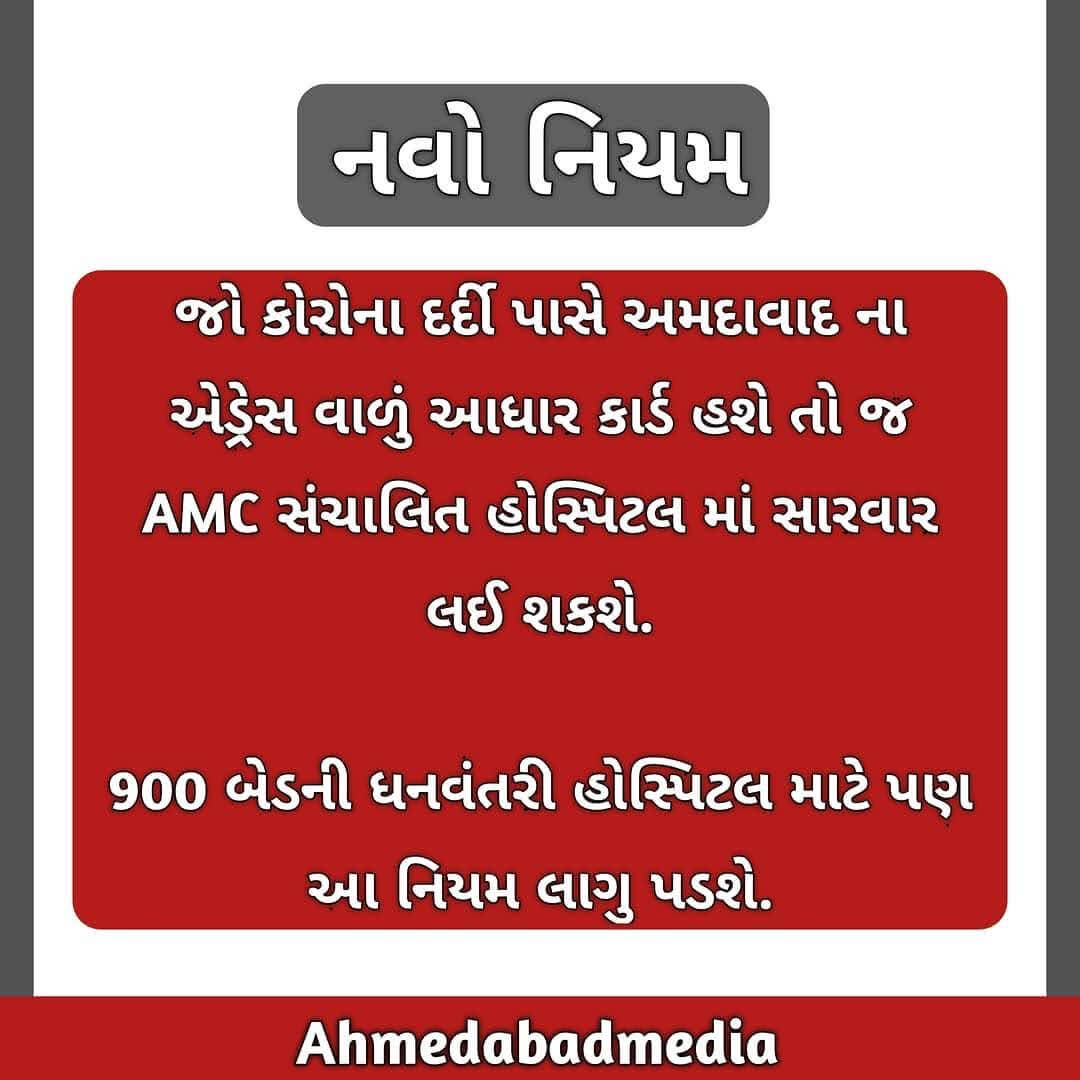 નવો નિયમ
જો કોરોના દર્દી પાસે અમદાવાદ ના
એડ્રેસ વાળું આધાર કાર્ડ હશે તો જ
AMC સંચાલિત હોસ્પિટલ માં સારવાર
લઈ શકશે.
900 બેડની ધનવંતરી હોસ્પિટલ માટે પણ
આ નિયમ લાગુ પડશે.
Ahmedabadmedia